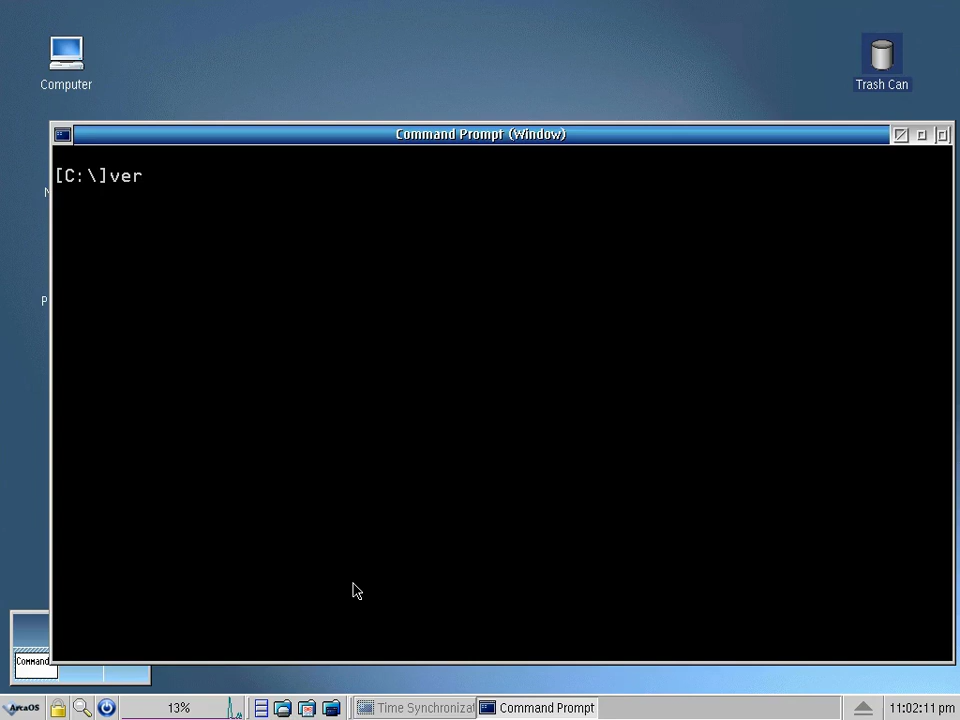 Computer
Trash Can
Command Prompt (Window)
[C:\]ver
N
P
Command
ArcaOS
13%
Time Synchronizat
Command Prompt
11:02:11 pm